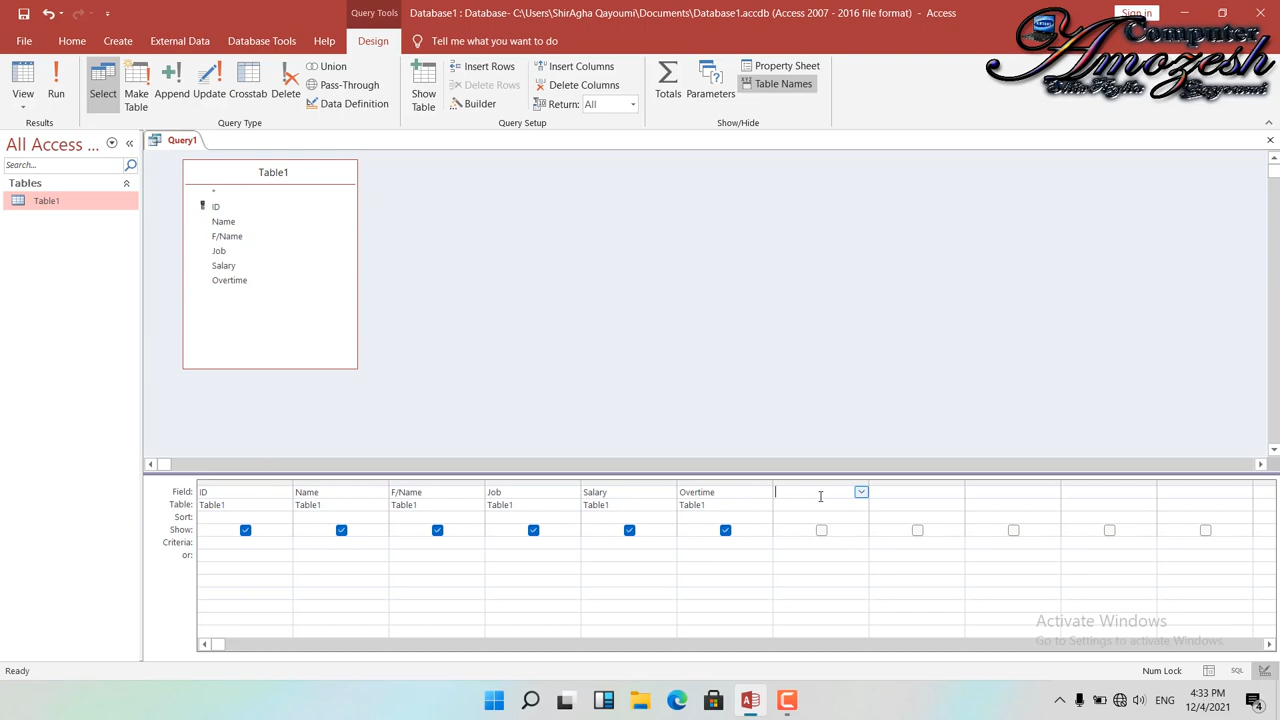 Query Tools
Database1 : Database- C:\Users\ShirAgha Qayoumi\Documents\Database1.accdb (Access 2007 - 2016 file format) - Access
Sign in
File Home Create External Data Database Tools Help Design Tell me what you want to do
Computer
Amozesh
ShirAgha Qayoumi
View
Run
Results
Select
Make Table
Append
Update
Crosstab
Delete
Union
Pass-Through
Data Definition
Query Type
Show Table
Insert Rows
Delete Rows
Builder
Insert Columns
Delete Columns
Return: All
Query Setup
Totals
Parameters
Property Sheet
Table Names
Show/Hide
All Access ...
Search...
Tables
Table1
Query1
Table1
*
ID
Name
F/Name
Job
Salary
Overtime
Field: ID Name F/Name Job Salary Overtime
Table: Table1 Table1 Table1 Table1 Table1 Table1
Sort:
Show:
Criteria:
or:
Activate Windows
Go to Settings to activate Windows.
Ready
Num Lock
SQL
ENG
4:33 PM
12/4/2021
4